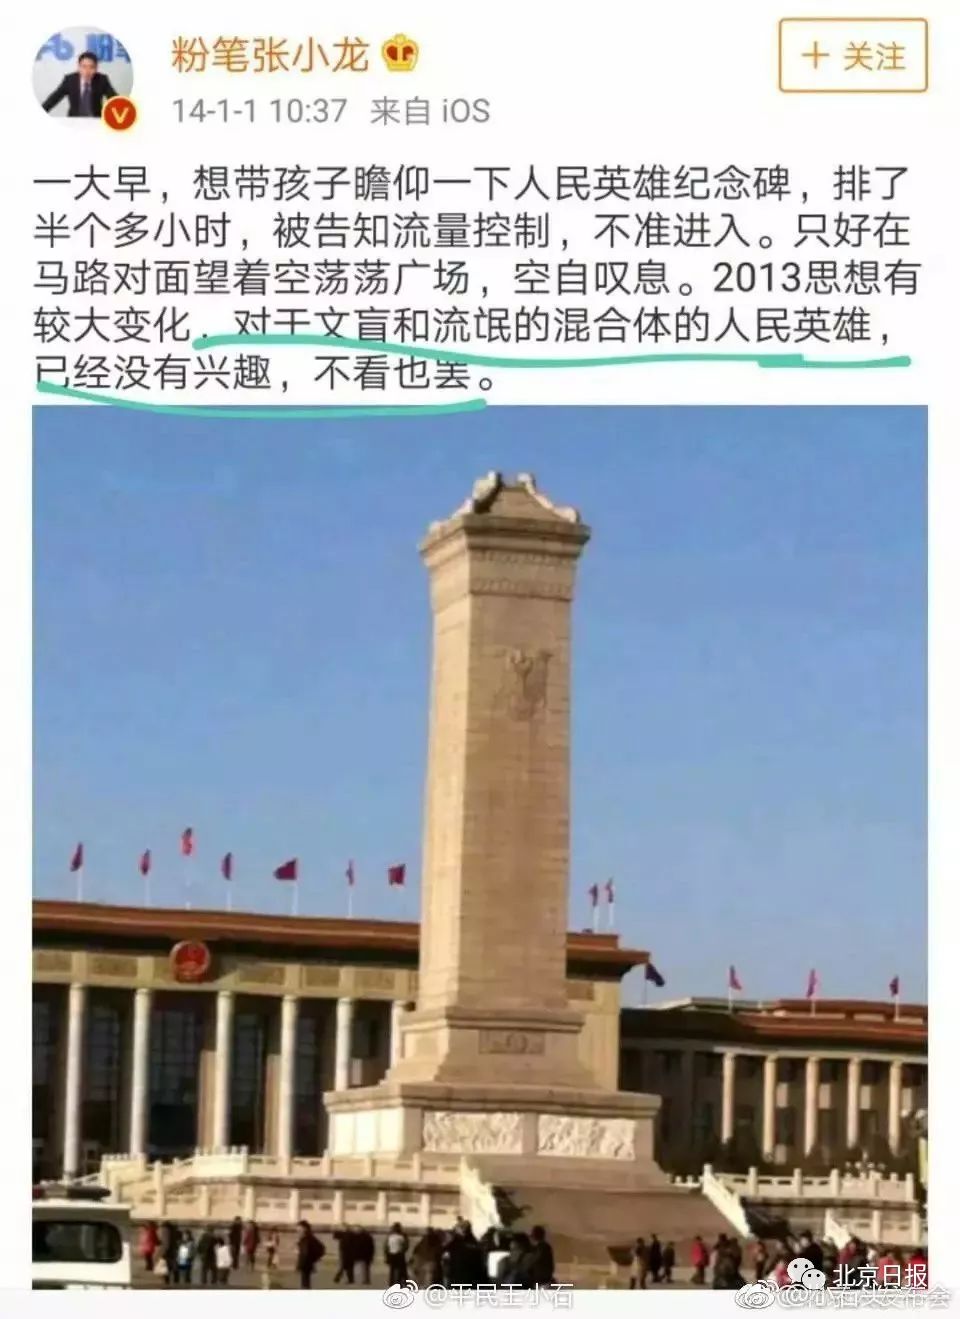 粉笔张小龙
+ 关注
14-1-1 10:37 来自 iOS
一大早，想带孩子瞻仰一下人民英雄纪念碑，排了
半个多小时，被告知流量控制，不准进入。只好在
马路对面望着空荡荡广场，空自叹息。2013思想有
较大变化，对于文盲和流氓的混合体的人民英雄，
已经没有兴趣，不看也罢。
北京日报
@平民王小石